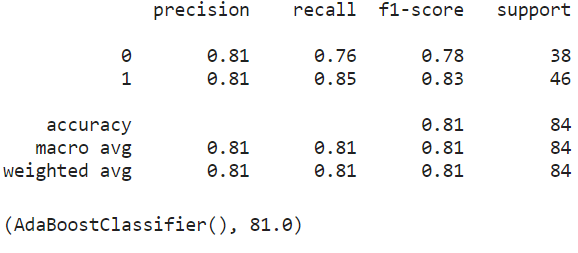 precision recall f1-score support
0 0.81 0.76 0.78 38
1 0.81 0.85 0.83 46
accuracy 0.81 84
macro avg 0.81 0.81 0.81 84
weighted avg 0.81 0.81 0.81 84
(AdaBoostClassifier(), 81.0)